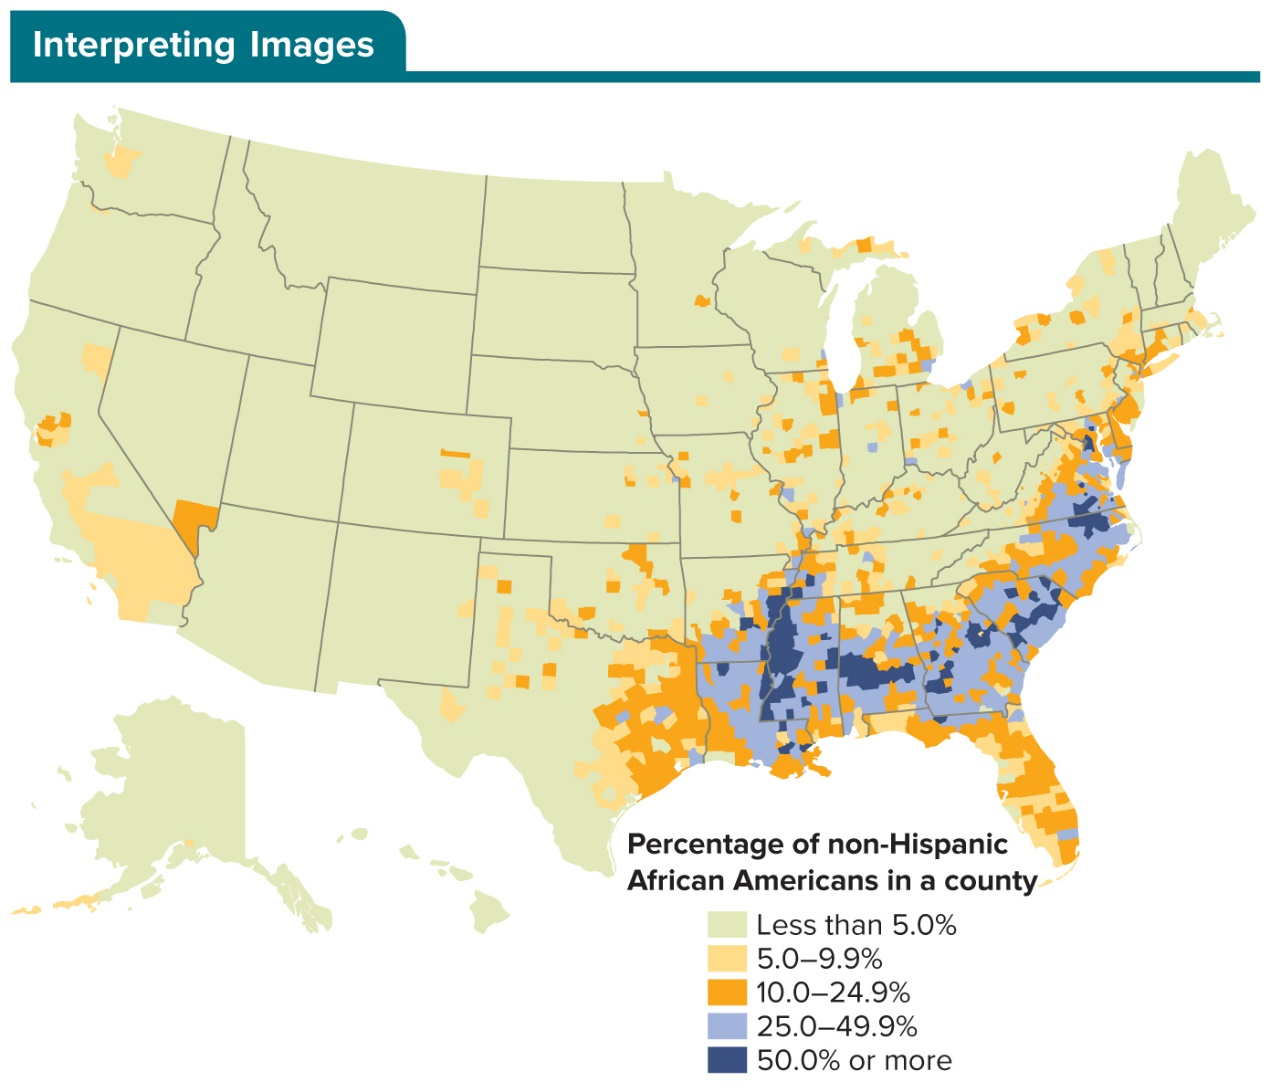 Interpreting Images
Percentage of non-Hispanic
African Americans in a county
Less than 5.0%
5.0–9.9%
10.0–24.9%
25.0–49.9%
50.0% or more